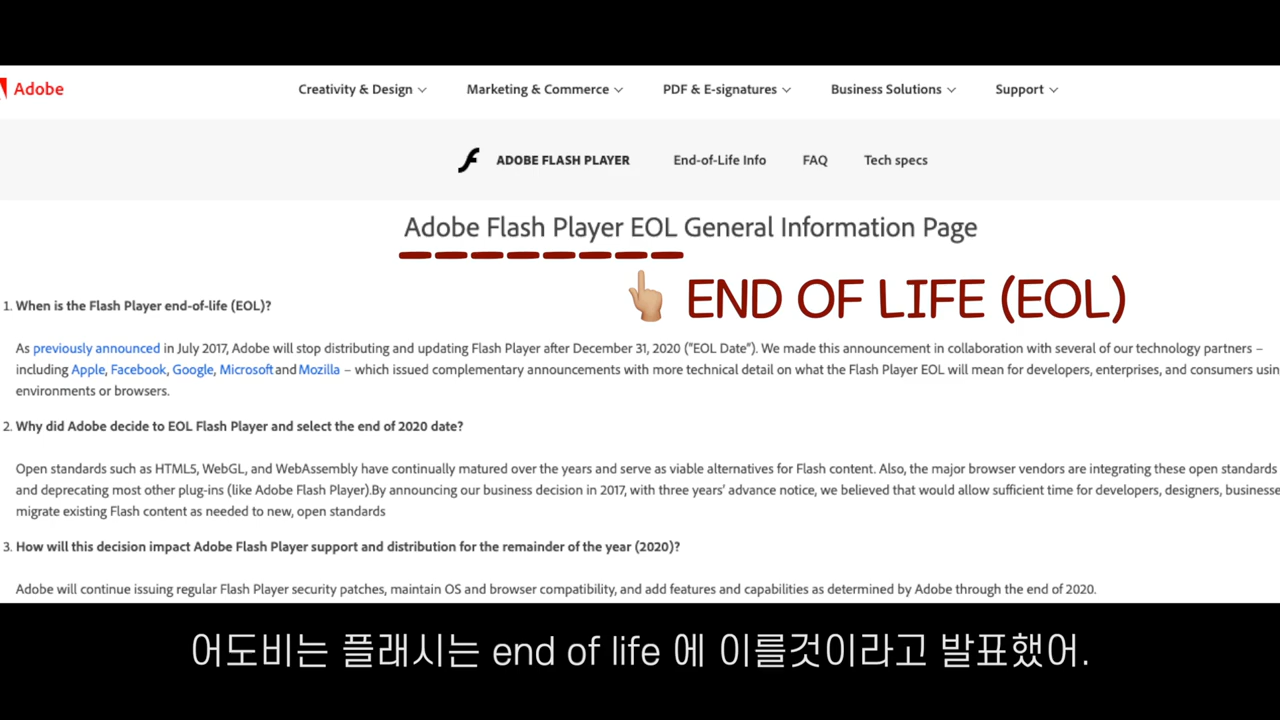 Adobe
Creativity & Design
Marketing & Commerce
PDF & E-signatures
Business Solutions
Support
ADOBE FLASH PLAYER
End-of-Life Info
FAQ
Tech specs
Adobe Flash Player EOL General Information Page
END OF LIFE (EOL)
1. When is the Flash Player end-of-life (EOL)?
As previously announced in July 2017, Adobe will stop distributing and updating Flash Player after December 31, 2020 (“EOL Date”). We made this announcement in collaboration with several of our technology partners –
including Apple, Facebook, Google, Microsoft and Mozilla – which issued complementary announcements with more technical detail on what the Flash Player EOL will mean for developers, enterprises, and consumers usin
environments or browsers.
2. Why did Adobe decide to EOL Flash Player and select the end of 2020 date?
Open standards such as HTML5, WebGL, and WebAssembly have continually matured over the years and serve as viable alternatives for Flash content. Also, the major browser vendors are integrating these open standards
and deprecating most other plug-ins (like Adobe Flash Player).By announcing our business decision in 2017, with three years’ advance notice, we believed that would allow sufficient time for developers, designers, businesse
migrate existing Flash content as needed to new, open standards
3. How will this decision impact Adobe Flash Player support and distribution for the remainder of the year (2020)?
Adobe will continue issuing regular Flash Player security patches, maintain OS and browser compatibility, and add features and capabilities as determined by Adobe through the end of 2020.
어도비는 플래시는 end of life 에 이를것이라고 발표했어.